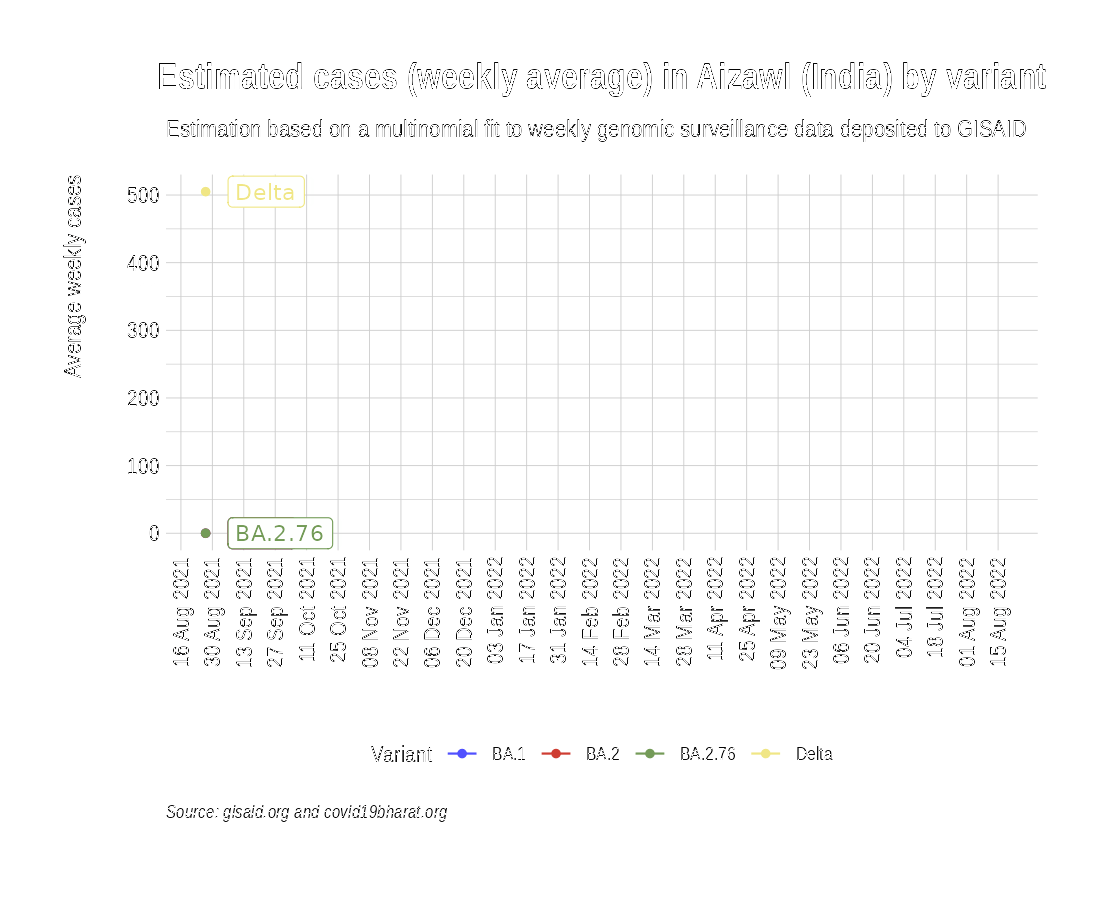 Estimated cases (weekly average) in Aizawl (India) by variant
Estimation based on a multinomial fit to weekly genomic surveillance data deposited to GISAID
Average weekly cases
500
400
300
200
100
0
Delta
BA.2.76
16 Aug 2021
30 Aug 2021
13 Sep 2021
27 Sep 2021
11 Oct 2021
25 Oct 2021
08 Nov 2021
22 Nov 2021
06 Dec 2021
20 Dec 2021
03 Jan 2022
17 Jan 2022
31 Jan 2022
14 Feb 2022
28 Feb 2022
14 Mar 2022
28 Mar 2022
11 Apr 2022
25 Apr 2022
09 May 2022
23 May 2022
06 Jun 2022
20 Jun 2022
04 Jul 2022
18 Jul 2022
01 Aug 2022
15 Aug 2022
Variant BA.1 BA.2 BA.2.76 Delta
Source: gisaid.org and covid19bharat.org